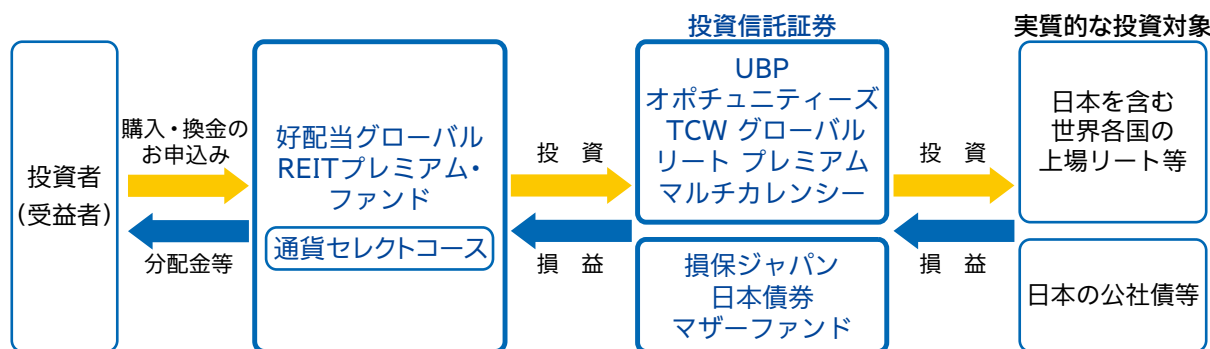 投資者
(受益者)
購入・換金の
お申込み
分配金等
好配当グローバル
REITプレミアム・
ファンド
通貨セレクトコース
投 資
損 益
投資信託証券
UBP
オポチュニティーズ
TCW グローバル
リート プレミアム
マルチカレンシー
損保ジャパン
日本債券
マザーファンド
投 資
損 益
実質的な投資対象
日本を含む
世界各国の
上場リート等
日本の公社債等